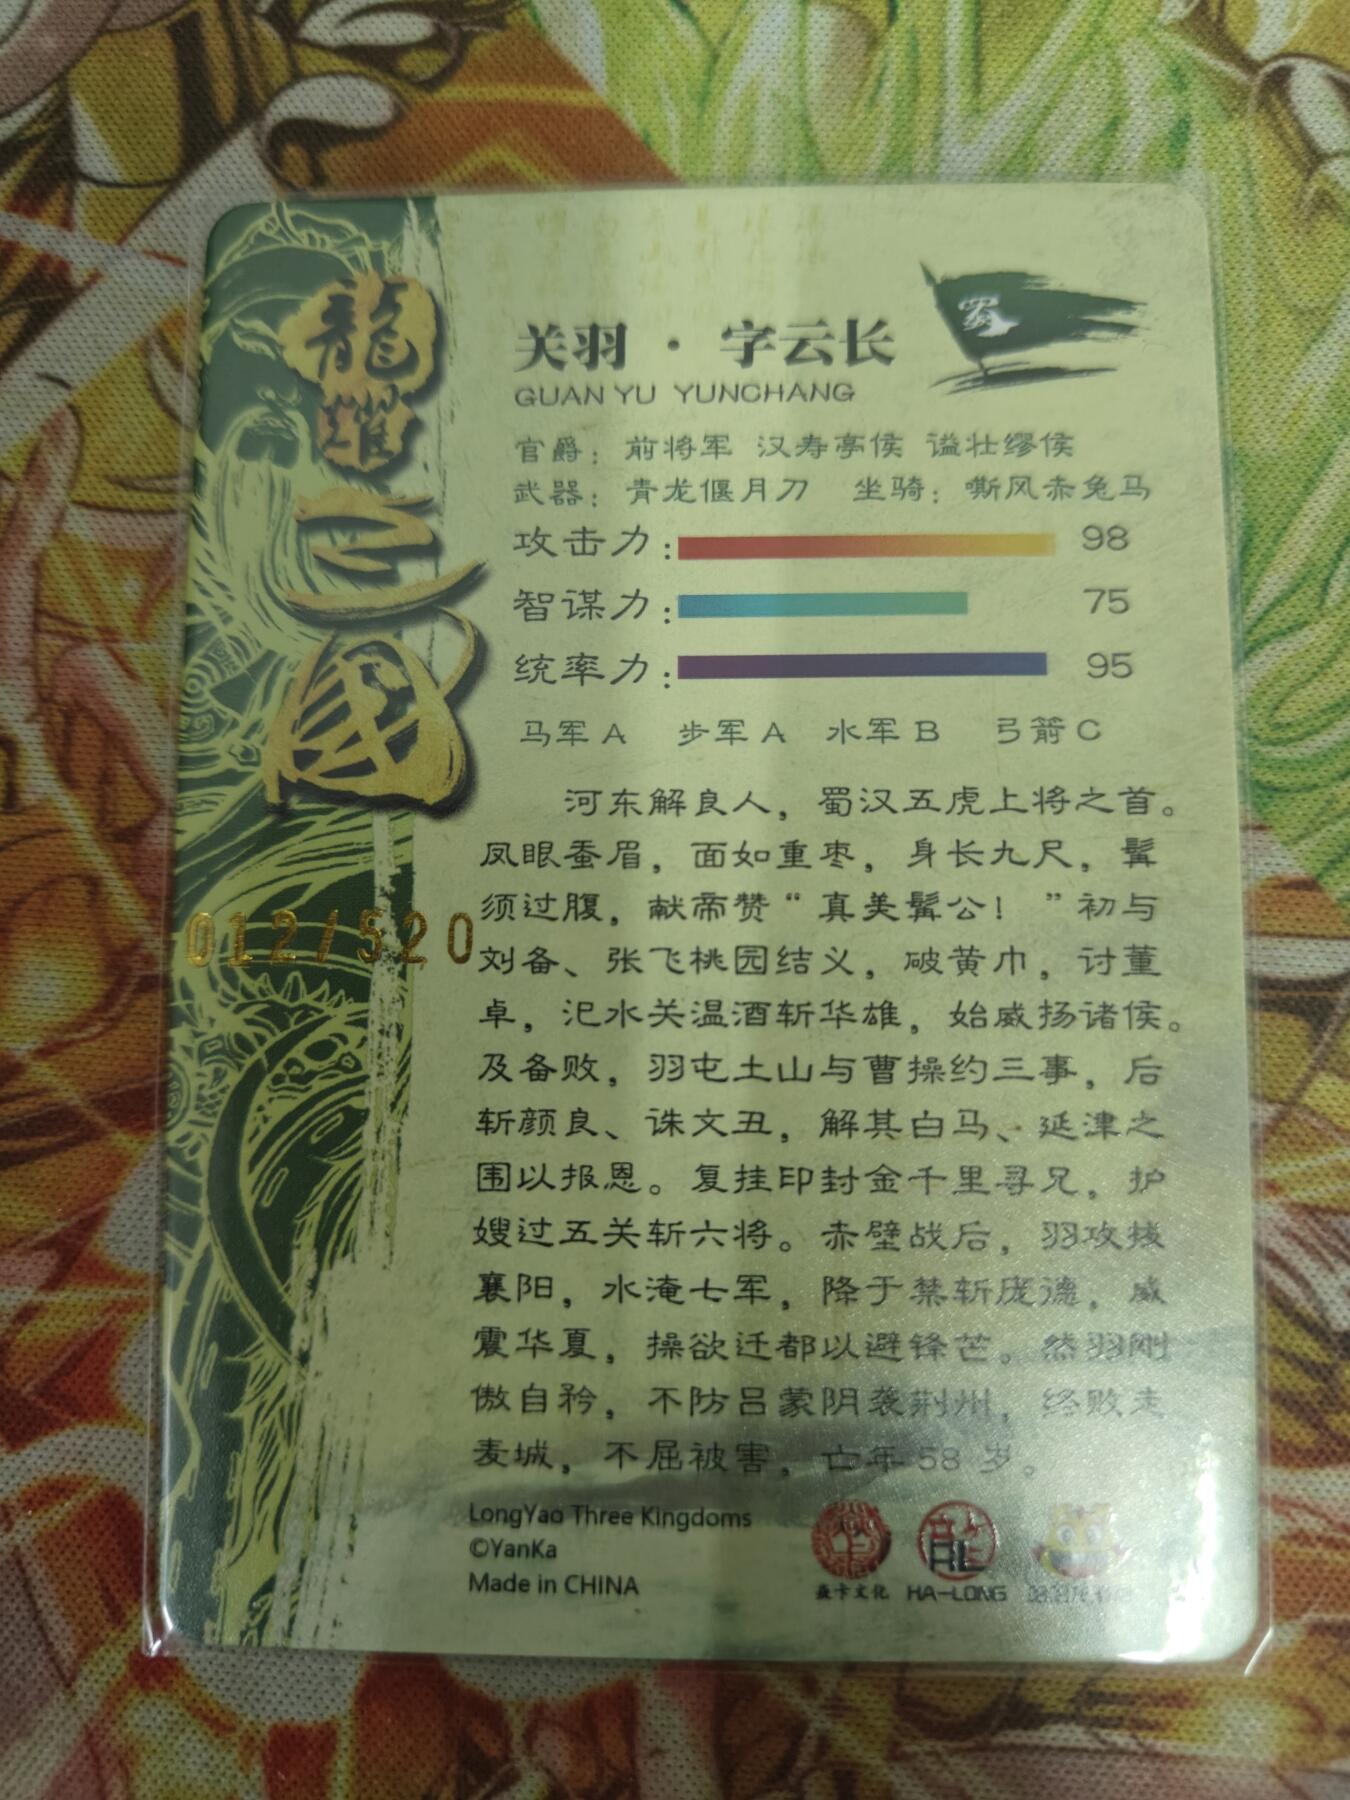 龍耀三國
蜀
关羽·字云长
GUAN YU YUNCHANG
官爵：前将军 汉寿亭侯 谥壮缪侯
武器：青龙偃月刀 坐骑：嘶风赤兔马
攻击力：98
智谋力：75
统率力：95
马军A 步军A 水军B 弓箭C
河东解良人，蜀汉五虎上将之首。
凤眼蚕眉，面如重枣，身长九尺，髯
须过腹，献帝赞“真美髯公！”初与
刘备、张飞桃园结义，破黄巾，讨董
卓，汜水关温酒斩华雄，始威扬诸侯。
及备败，羽屯土山与曹操约三事，后
斩颜良、诛文丑，解其白马、延津之
围以报恩。复挂印封金千里寻兄，护
嫂过五关斩六将。赤壁战后，羽攻拔
襄阳，水淹七军，降于禁斩庞德，威
震华夏，操欲迁都以避锋芒。然羽刚
傲自矜，不防吕蒙阴袭荆州，终败走
麦城，不屈被害，亡年58岁。
012/520
LongYao Three Kingdoms
©YanKa
Made in CHINA
HA-LONG